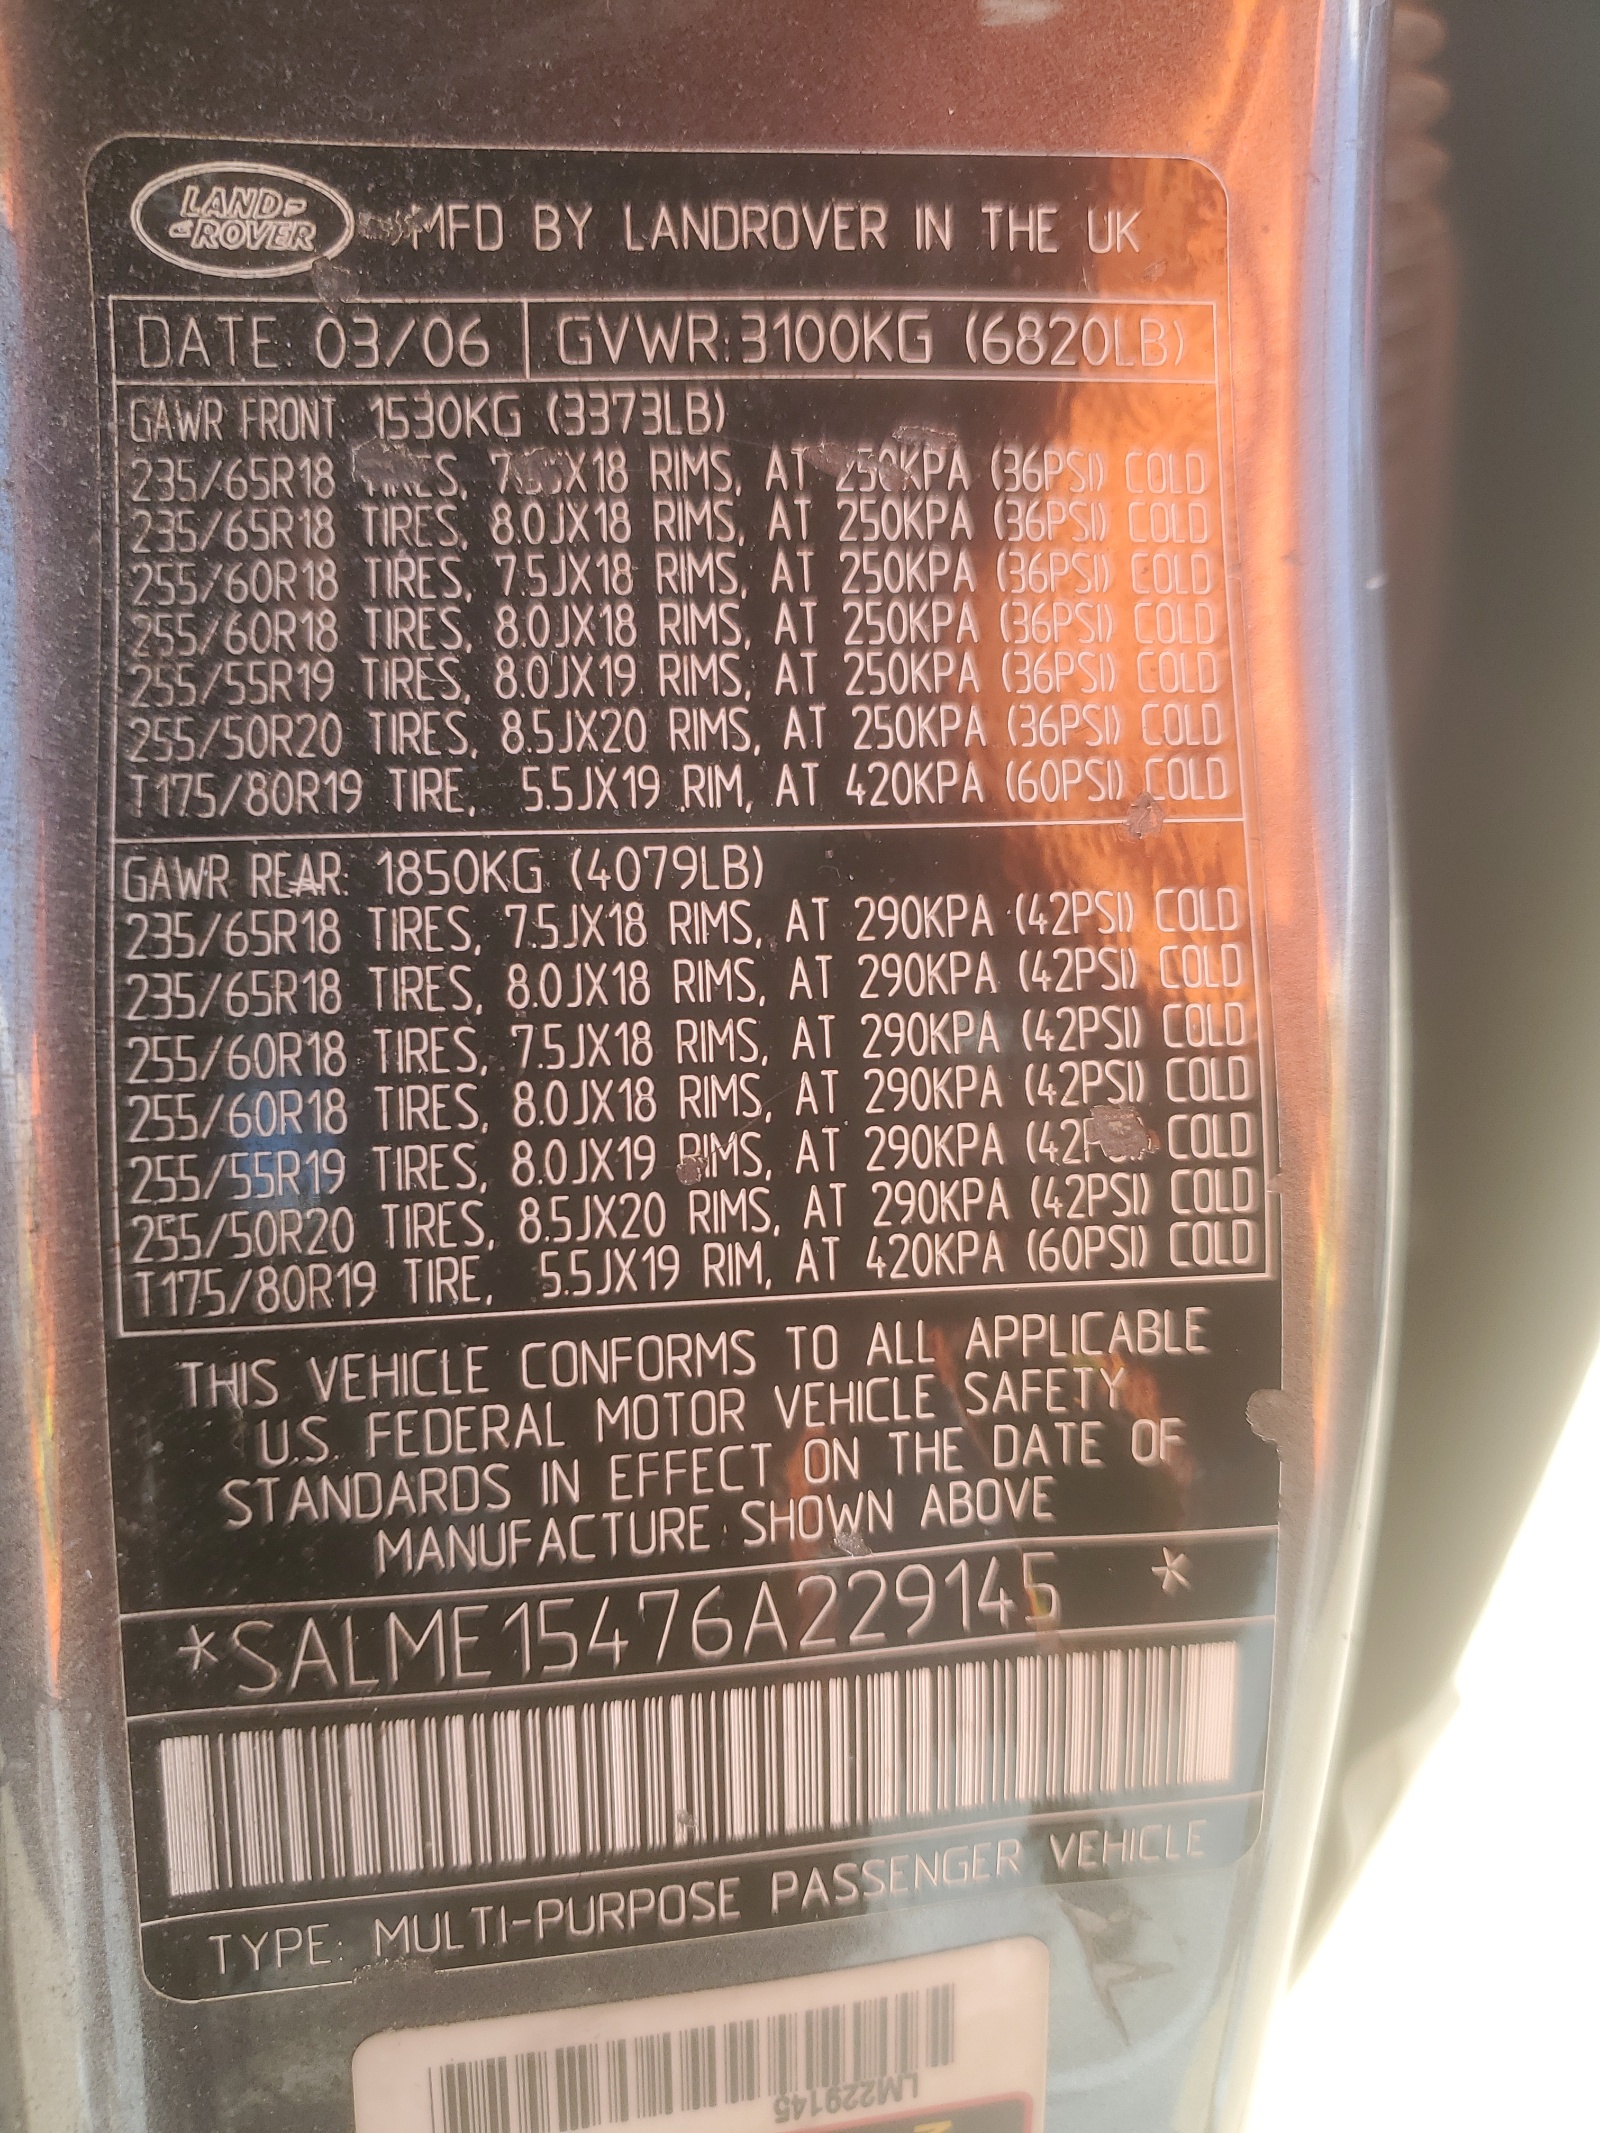 LAND-
ROVER
MFD BY LANDROVER IN THE UK
DATE: 03/06 GVWR:3100KG (6820LB)
GAWR FRONT 1530KG (3373LB)
235/65R18 TIRES, X18 RIMS, AT 250KPA (36PSI) COLD
235/65R18 TIRES, 8.0JX18 RIMS, AT 250KPA (36PSI) COLD
255/60R18 TIRES, 7.5JX18 RIMS, AT 250KPA (36PSI) COLD
255/60R18 TIRES, 8.0JX18 RIMS, AT 250KPA (36PSI) COLD
255/55R19 TIRES, 8.0JX19 RIMS, AT 250KPA (36PSI) COLD
255/50R20 TIRES, 8.5JX20 RIMS, AT 250KPA (36PSI) COLD
T175/80R19 TIRE, 5.5JX19 RIM, AT 420KPA (60PSI) COLD
GAWR REAR: 1850KG (4079LB)
235/65R18 TIRES, 7.5JX18 RIMS, AT 290KPA (42PSI) COLD
235/65R18 TIRES, 8.0JX18 RIMS, AT 290KPA (42PSI) COLD
255/60R18 TIRES, 7.5JX18 RIMS, AT 290KPA (42PSI) COLD
255/60R18 TIRES, 8.0JX18 RIMS, AT 290KPA (42PSI) COLD
255/55R19 TIRES, 8.0JX19 RIMS, AT 290KPA COLD
255/50R20 TIRES, 8.5JX20 RIMS, AT 290KPA (42PSI) COLD
T175/80R19 TIRE, 5.5JX19 RIM, AT 420KPA (60PSI) COLD
THIS VEHICLE CONFORMS TO ALL APPLICABLE
U.S. FEDERAL MOTOR VEHICLE SAFETY
STANDARDS IN EFFECT ON THE DATE OF
MANUFACTURE SHOWN ABOVE
*SALME15476A229145 *
TYPE: MULTI-PURPOSE PASSENGER VEHICLE
LM229145